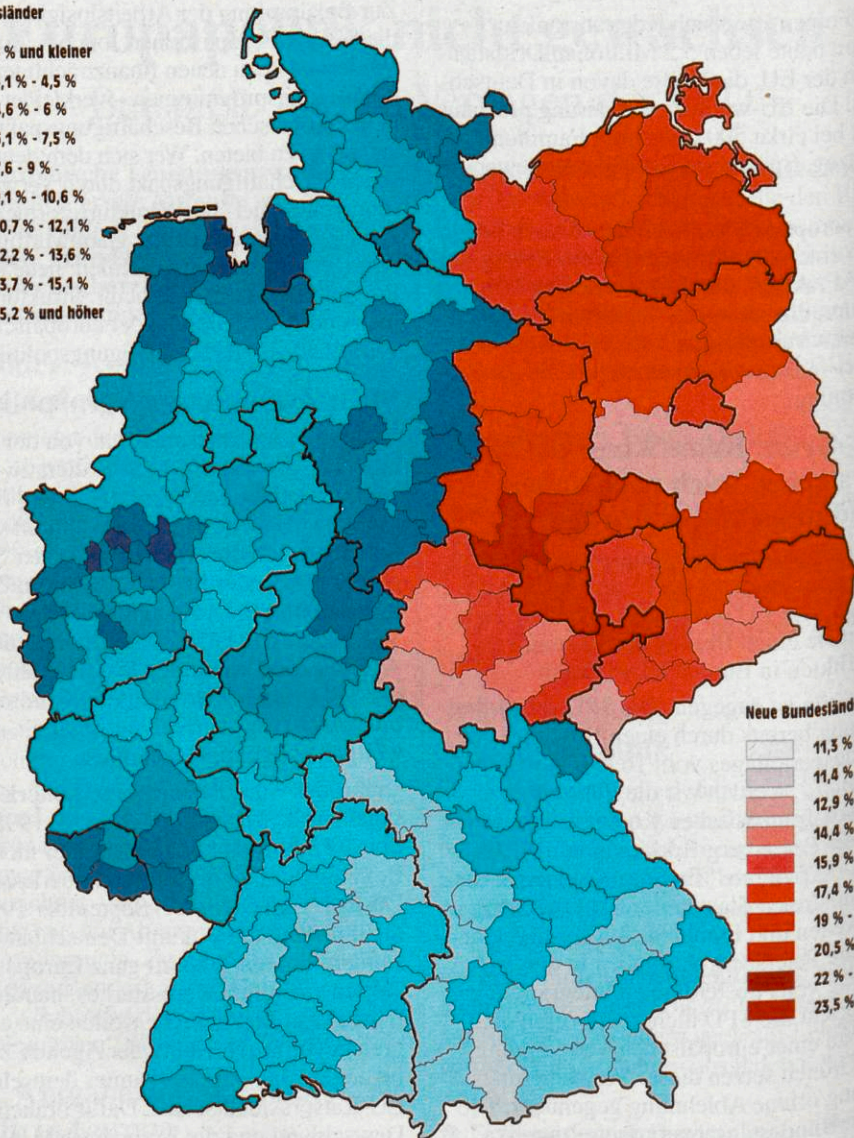 sländer
% und kleiner
,1 % - 4,5 %
,6 % - 6 %
,1 % - 7,5 %
,6 % - 9 %
,1 % - 10,6 %
0,7 % - 12,1 %
2,2 % - 13,6 %
3,7 % - 15,1 %
5,2 % und höher
Neue Bundesländ
11,3 %
11,4 %
12,9 %
14,4 %
15,9 %
17,4 %
19 % -
20,5 %
22 % -
23,5 %